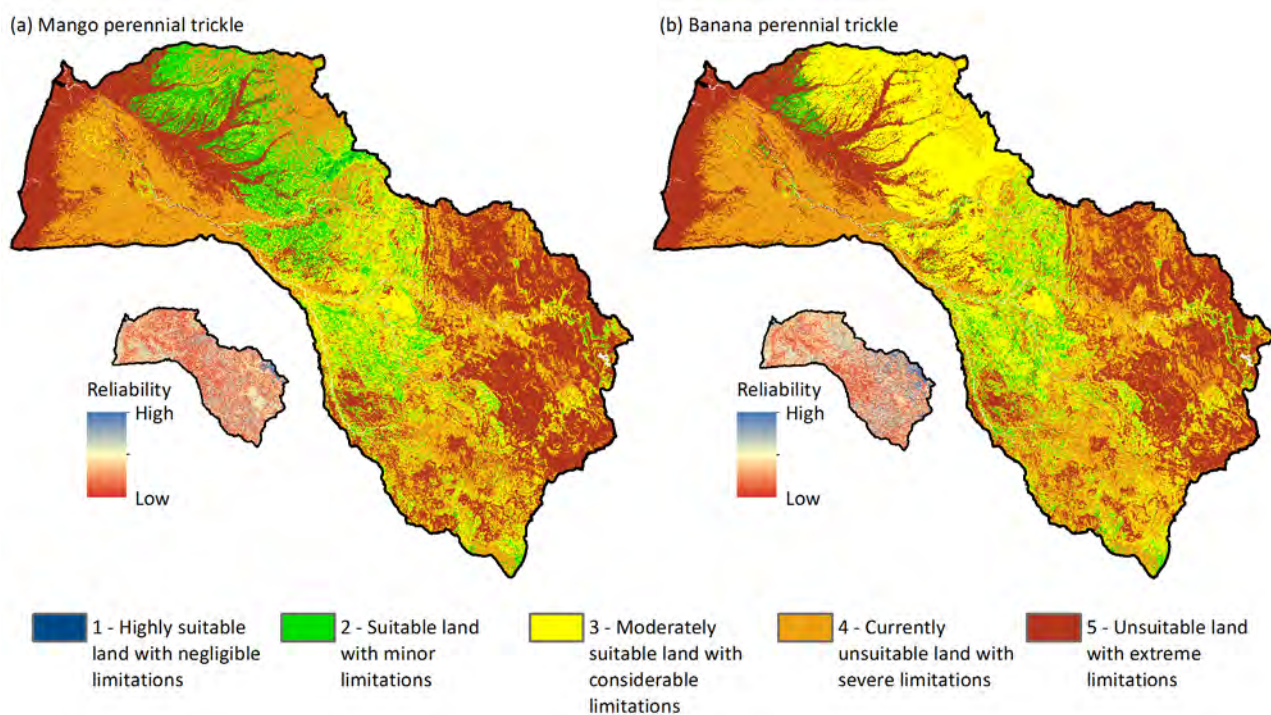 (a) Mango perennial trickle
(b) Banana perennial trickle
Reliability
High
Low
Reliability
High
Low
1 - Highly suitable
land with negligible
limitations
2 - Suitable land
with minor
limitations
3 - Moderately
suitable land with
considerable
limitations
4 - Currently
unsuitable land with
severe limitations
5 - Unsuitable land
with extreme
limitations